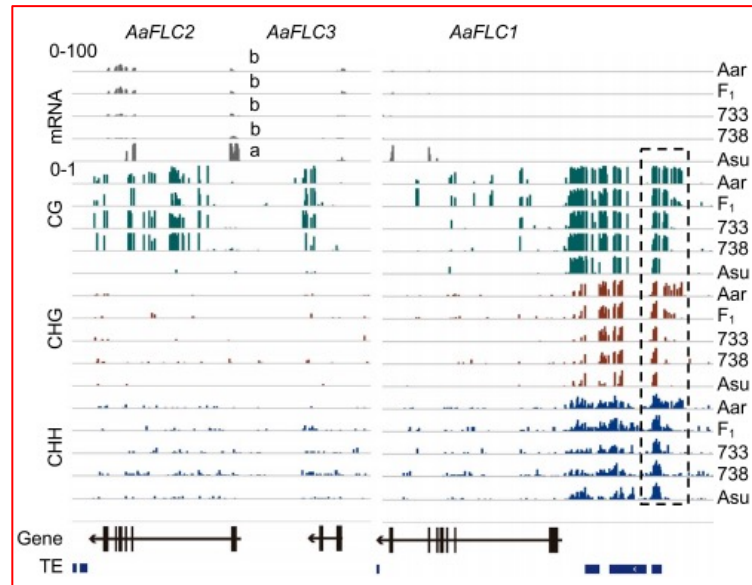 AaFLC2 AaFLC3 AaFLC1
0-100
mRNA
b Aar
b F1
b 733
b 738
a Asu
0-1
CG
Aar
F1
733
738
Asu
CHG
Aar
F1
733
738
Asu
CHH
Aar
F1
733
738
Asu
Gene
TE